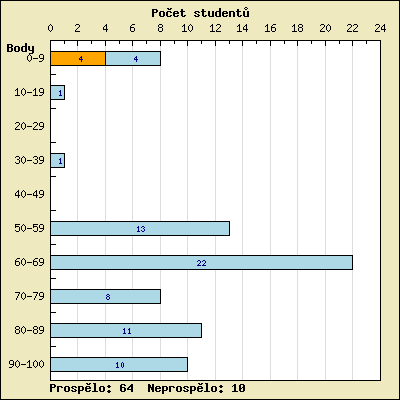 Počet studentů
0 2 4 6 8 10 12 14 16 18 20 22 24
Body
0-9 4 4
10-19 1
20-29
30-39 1
40-49
50-59 13
60-69 22
70-79 8
80-89 11
90-100 10
Prospělo: 64 Neprospělo: 10